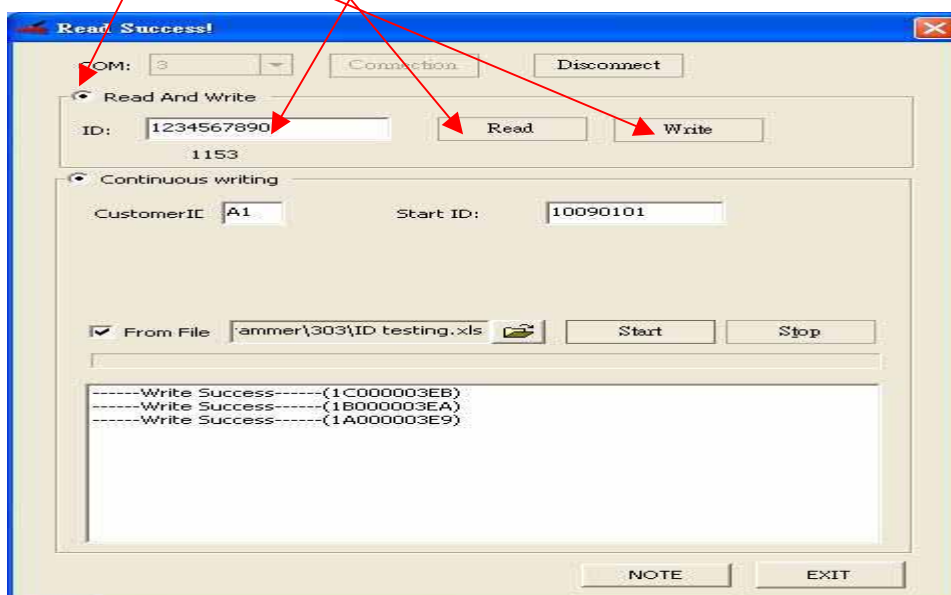 Read Success!
COM: 3 Connection Disconnect
Read And Write
ID: 1234567890 Read Write
1153
Continuous writing
CustomerIC A1 Start ID: 10090101
From File ammer\303\ID testing.xls Start Stop
------Write Success------(1C000003EB)
------Write Success------(1B000003EA)
------Write Success------(1A000003E9)
NOTE EXIT